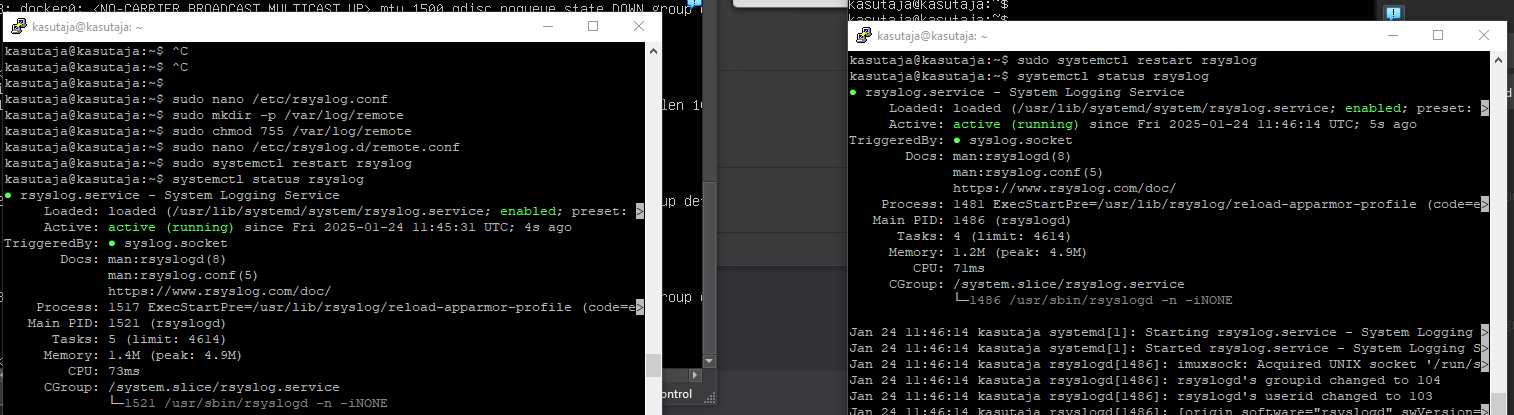 3: docker0: <NO-CARRIER,BROADCAST,MULTICAST,UP> mtu 1500 qdisc noqueue state DOWN group
kasutaja@kasutaja: ~
kasutaja@kasutaja:~$ ^C
kasutaja@kasutaja:~$ ^C
kasutaja@kasutaja:~$
kasutaja@kasutaja:~$ sudo nano /etc/rsyslog.conf
kasutaja@kasutaja:~$ sudo mkdir -p /var/log/remote
kasutaja@kasutaja:~$ sudo chmod 755 /var/log/remote
kasutaja@kasutaja:~$ sudo nano /etc/rsyslog.d/remote.conf
kasutaja@kasutaja:~$ sudo systemctl restart rsyslog
kasutaja@kasutaja:~$ systemctl status rsyslog
● rsyslog.service - System Logging Service
Loaded: loaded (/usr/lib/systemd/system/rsyslog.service; enabled; preset: >
Active: active (running) since Fri 2025-01-24 11:45:31 UTC; 4s ago
TriggeredBy: ● syslog.socket
Docs: man:rsyslogd(8)
man:rsyslog.conf(5)
https://www.rsyslog.com/doc/
Process: 1517 ExecStartPre=/usr/lib/rsyslog/reload-apparmor-profile (code=e>
Main PID: 1521 (rsyslogd)
Tasks: 5 (limit: 4614)
Memory: 1.4M (peak: 4.9M)
CPU: 73ms
CGroup: /system.slice/rsyslog.service
└─1521 /usr/sbin/rsyslogd -n -iNONE
len 1
up de
group
ontrol
kasutaja@kasutaja:~$
kasutaja@kasutaja:~$
kasutaja@kasutaja: ~
kasutaja@kasutaja:~$ sudo systemctl restart rsyslog
kasutaja@kasutaja:~$ systemctl status rsyslog
● rsyslog.service - System Logging Service
Loaded: loaded (/usr/lib/systemd/system/rsyslog.service; enabled; preset: >
Active: active (running) since Fri 2025-01-24 11:46:14 UTC; 5s ago
TriggeredBy: ● syslog.socket
Docs: man:rsyslogd(8)
man:rsyslog.conf(5)
https://www.rsyslog.com/doc/
Process: 1481 ExecStartPre=/usr/lib/rsyslog/reload-apparmor-profile (code=e>
Main PID: 1486 (rsyslogd)
Tasks: 4 (limit: 4614)
Memory: 1.2M (peak: 4.9M)
CPU: 71ms
CGroup: /system.slice/rsyslog.service
└─1486 /usr/sbin/rsyslogd -n -iNONE
Jan 24 11:46:14 kasutaja systemd[1]: Starting rsyslog.service - System Logging >
Jan 24 11:46:14 kasutaja systemd[1]: Started rsyslog.service - System Logging S>
Jan 24 11:46:14 kasutaja rsyslogd[1486]: imuxsock: Acquired UNIX socket '/run/s>
Jan 24 11:46:14 kasutaja rsyslogd[1486]: rsyslogd's groupid changed to 104
Jan 24 11:46:14 kasutaja rsyslogd[1486]: rsyslogd's userid changed to 103
Jan 24 11:46:14 kasutaja rsyslogd[1486]: [origin software="rsyslogd" swVersion=>